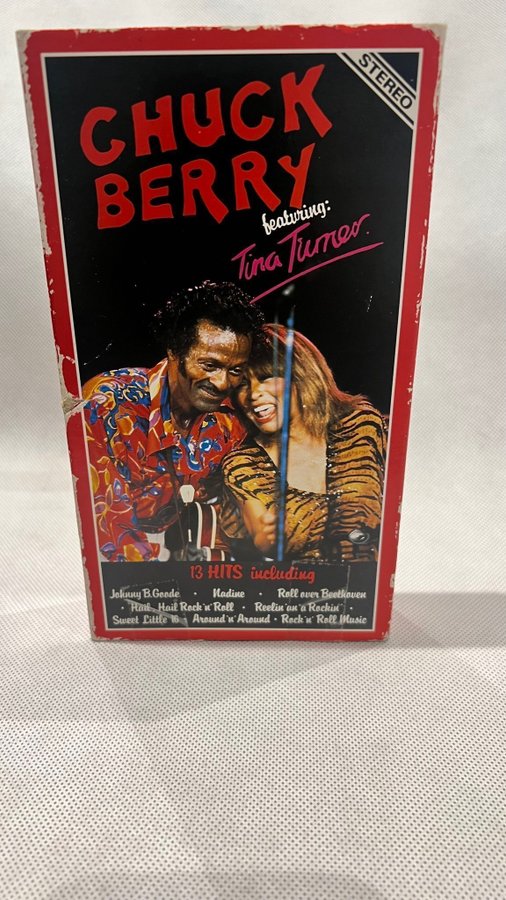 STEREO
CHUCK
BERRY
featuring:
Tina Turner.
13 HITS including
Johnny B. Goode • Nadine • Roll over Beethoven
• Hail, Hail Rock'n'Roll • Reelin'an'a Rockin' •
Sweet Little 16 • Around'n'Around • Rock'n'Roll Music